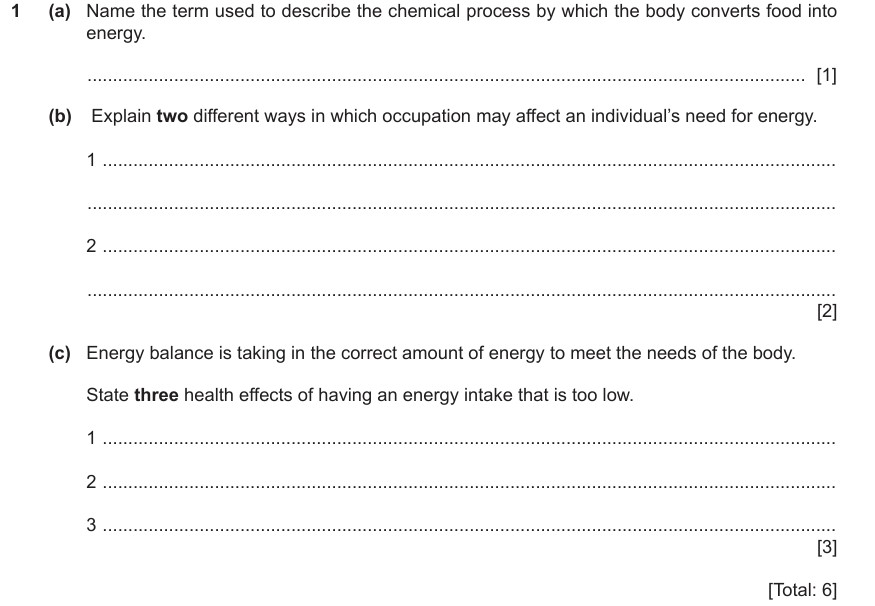 1 (a) Name the term used to describe the chemical process by which the body converts food into
energy.
.............................................................................................................................................. [1]
(b) Explain two different ways in which occupation may affect an individual's need for energy.
1 ...................................................................................................................................................
......................................................................................................................................................
2 ...................................................................................................................................................
......................................................................................................................................................
[2]
(c) Energy balance is taking in the correct amount of energy to meet the needs of the body.
State three health effects of having an energy intake that is too low.
1 ...................................................................................................................................................
2 ...................................................................................................................................................
3 ...................................................................................................................................................
[3]
[Total: 6]